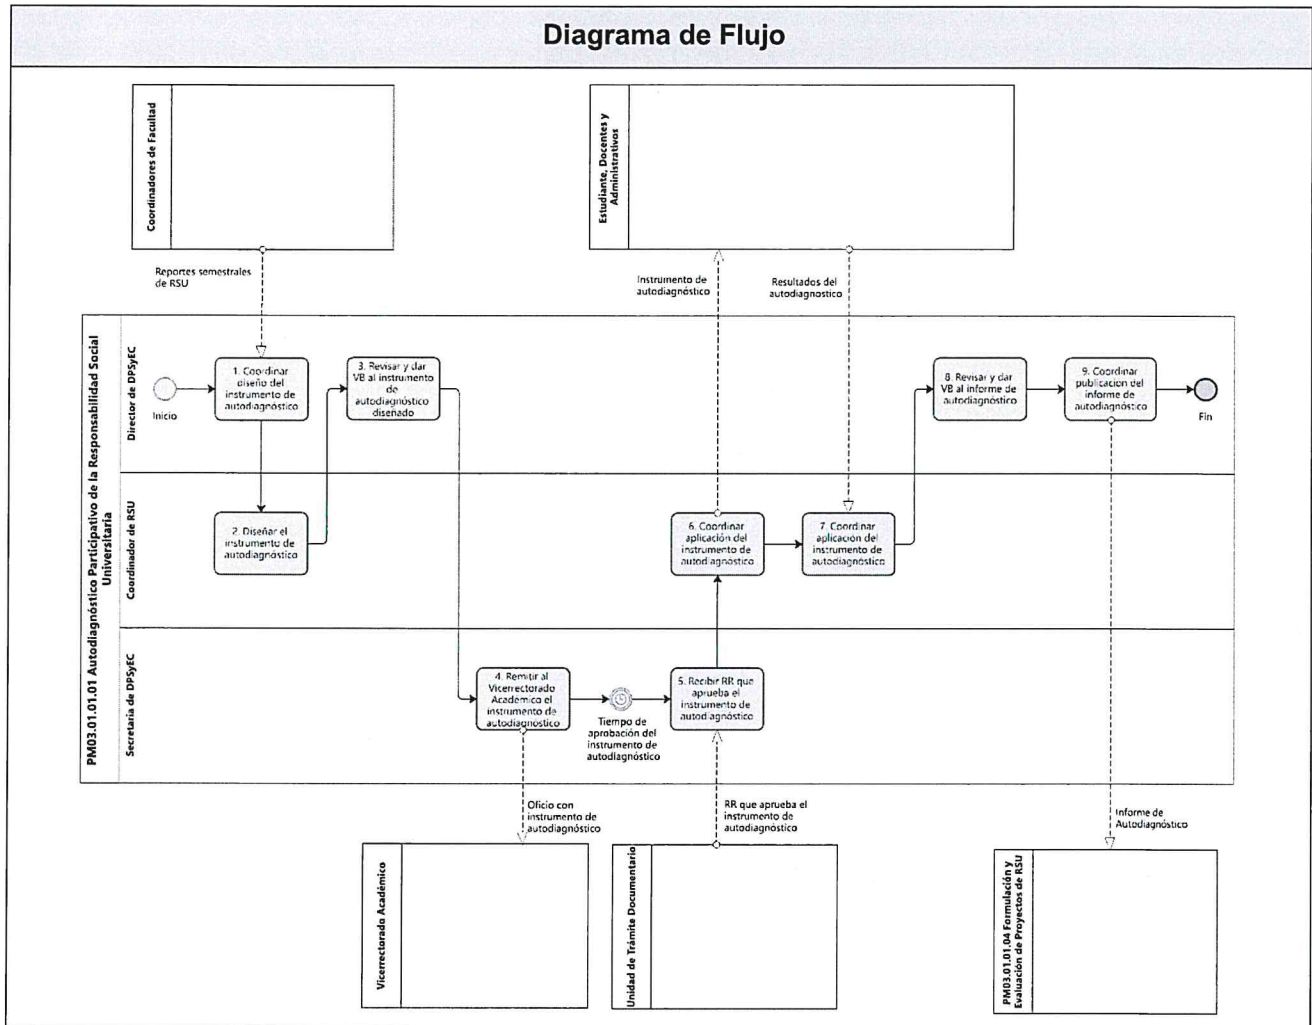 Diagrama de Flujo
Coordinadores de Facultad
Estudiante, Docentes y
Administrativos
Reportes semestrales
de RSU
Instrumento de
autodiagnóstico
Resultados del
autodiagnostico
PM03.01.01.01 Autodiagnóstico Participativo de la Responsabilidad Social
Universitaria
Director de DPSyEC
Inicio
1. Coordinar
diseño del
instrumento de
autodiagnóstico
3. Revisar y dar
VB al instrumento
de
autodiagnóstico
diseñado
8. Revisar y dar
VB al informe de
autodiagnóstico
9. Coordinar
publicación del
informe de
autodiagnóstico
Fin
Coordinador de RSU
2. Diseñar el
instrumento de
autodiagnóstico
6. Coordinar
aplicación del
instrumento de
autodiagnóstico
7. Coordinar
aplicación del
instrumento de
autodiagnóstico
Secretaria de DPSyEC
4. Remitir al
Vicerrectorado
Académico el
instrumento de
autodiagnóstico
Tiempo de
aprobación del
instrumento de
autodiagnóstico
5. Recibir RR que
aprueba el
instrumento de
autodiagnóstico
Oficio con
instrumento de
autodiagnóstico
RR que aprueba el
instrumento de
autodiagnóstico
Informe de
Autodiagnóstico
Vicerrectorado Académico
Unidad de Trámite Documentario
PM03.01.01.04 Formulación y
Evaluación de Proyectos de RSU